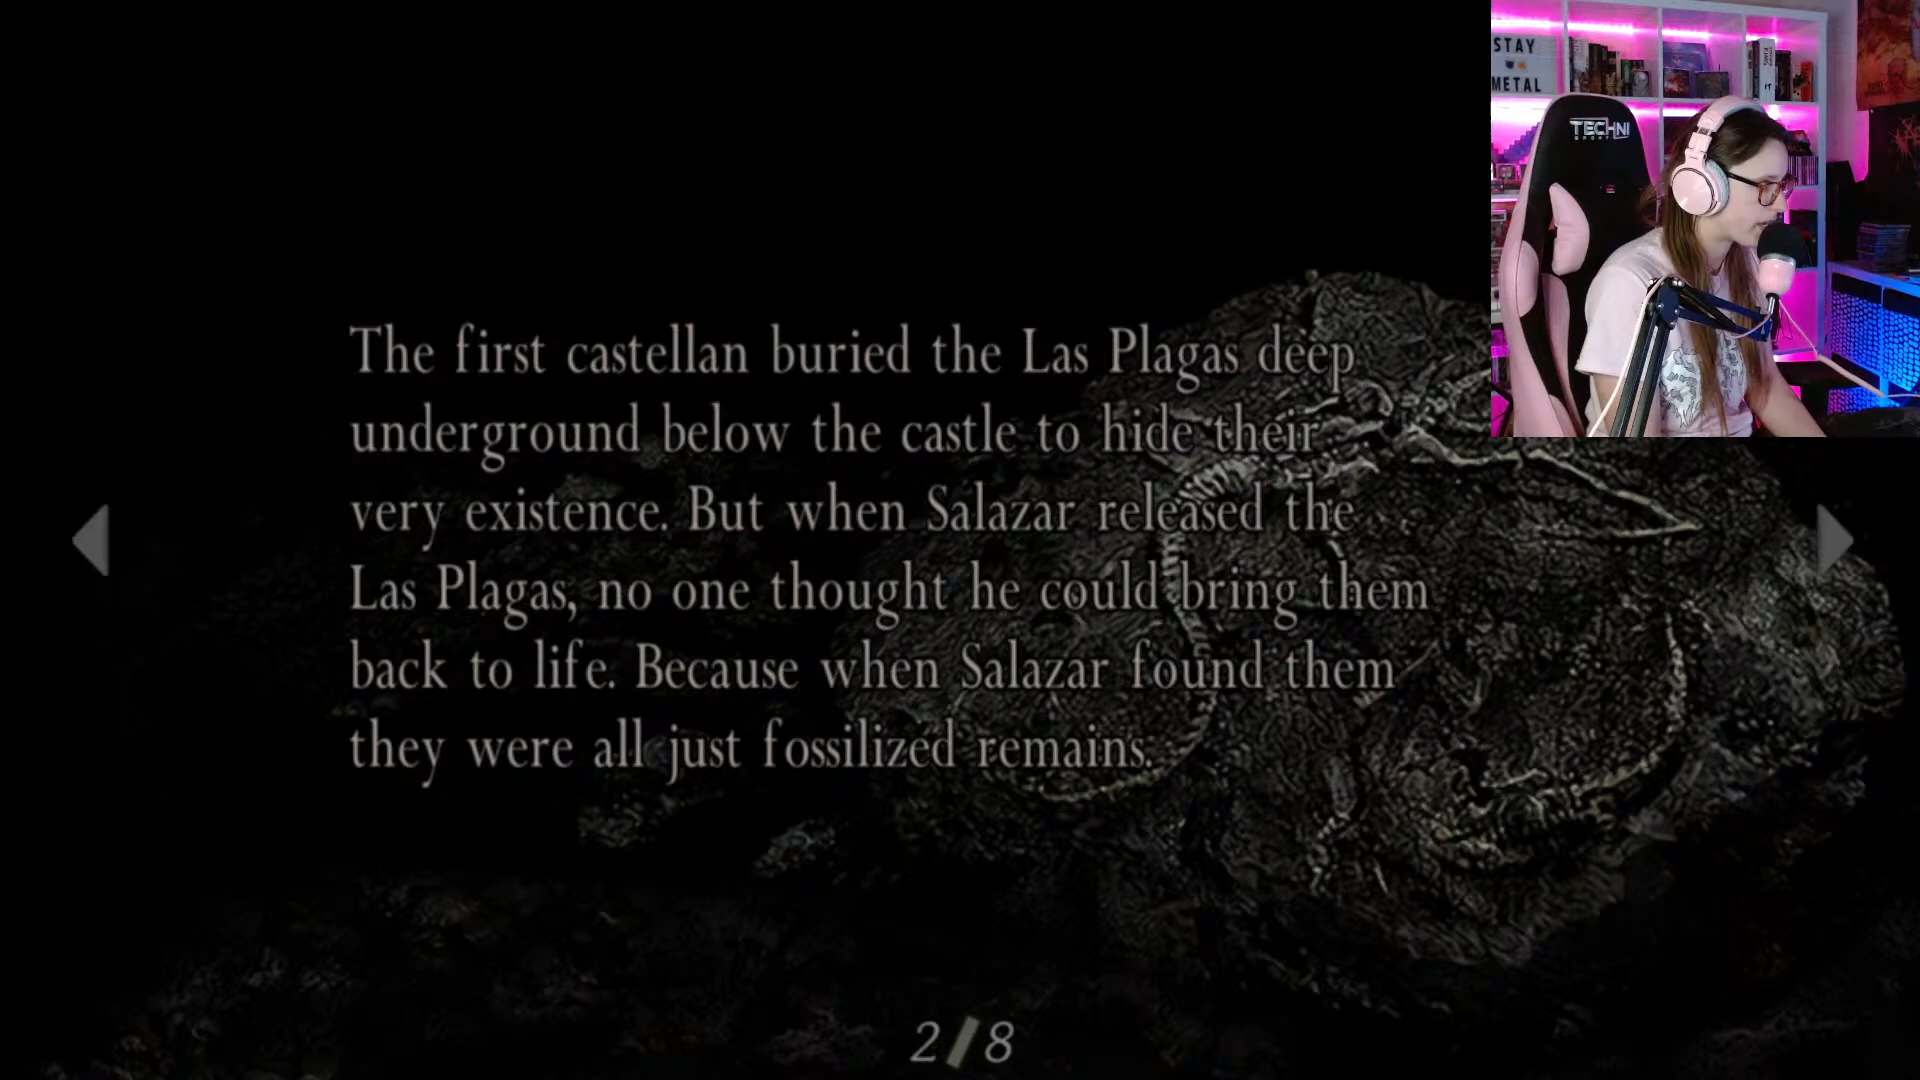 The first castellan buried the Las Plagas deep
underground below the castle to hide their
very existence. But when Salazar released the
Las Plagas, no one thought he could bring them
back to life. Because when Salazar found them
they were all just fossilized remains.
2/8
STAY
METAL
TECHNI
SPORT